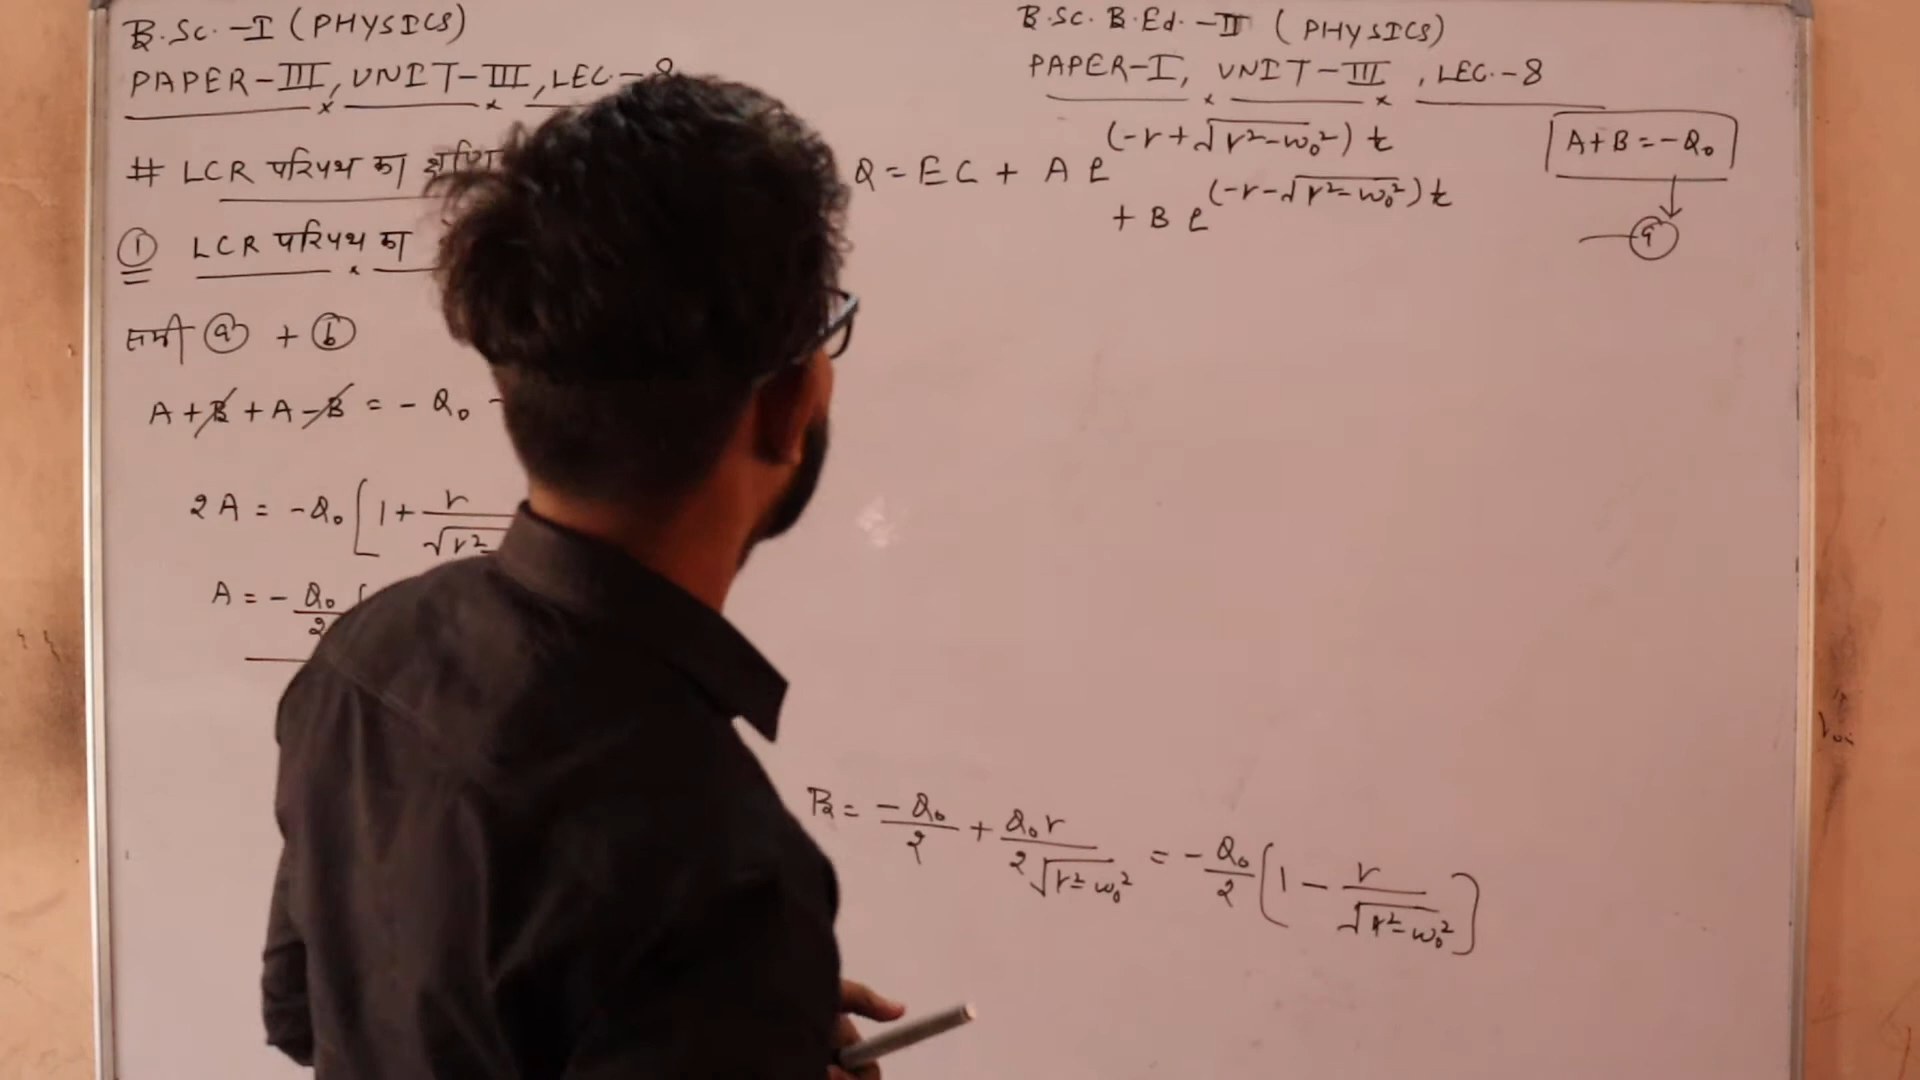 B.Sc.-I (PHYSICS)
PAPER-III, UNIT-III, LEC.-8
# LCR परिपथ का
① LCR परिपथ का
समी ⓐ + ⓑ
A + B + A - B = - Q₀ -
2A = -Q₀ [ 1 + r / √r²-
A = - Q₀/2
B.Sc. B.Ed.-II (PHYSICS)
PAPER-I, UNIT-III, LEC.-8
Q = EC + A e^(-r+√r²-ω₀²) t
+ B e^(-r-√r²-ω₀²) t
A + B = -Q₀
B = -Q₀/2 + Q₀r / 2√r²-ω₀² = - Q₀/2 [ 1 - r / √r²-ω₀² ]